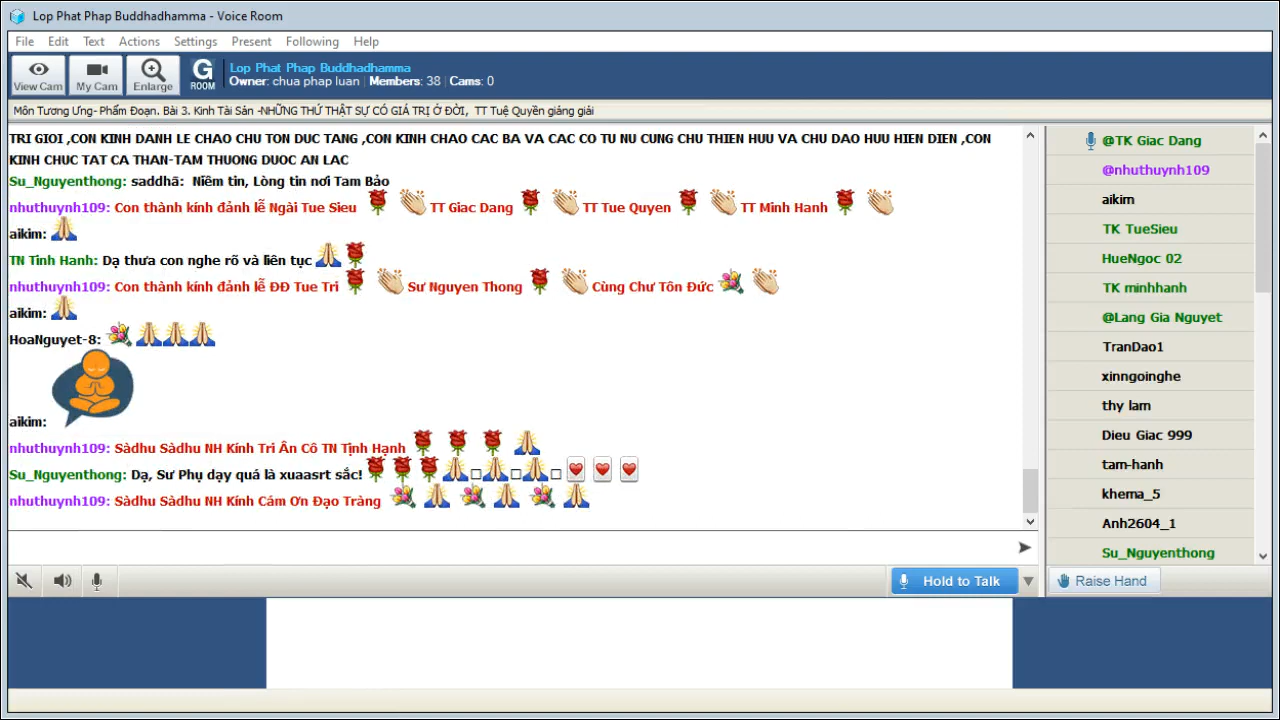 Lop Phat Phap Buddhadhamma - Voice Room
File Edit Text Actions Settings Present Following Help
View Cam
My Cam
Enlarge
G
ROOM
Lop Phat Phap Buddhadhamma
Owner: chua phap luan Members: 38 Cams: 0
Môn Tương Ưng- Phẩm Đoạn. Bài 3. Kinh Tài Sản -NHỮNG THỨ THẬT SỰ CÓ GIÁ TRỊ Ở ĐỜI, TT Tuệ Quyền giảng giải
TRI GIOI ,CON KINH DANH LE CHAO CHU TON DUC TANG ,CON KINH CHAO CAC BA VA CAC CO TU NU CUNG CHU THIEN HUU VA CHU DAO HUU HIEN DIEN ,CON
KINH CHUC TAT CA THAN-TAM THUONG DUOC AN LAC
Su_Nguyenthong: saddhā: Niềm tin, Lòng tin nơi Tam Bảo
nhuthuynh109: Con thành kính đảnh lễ Ngài Tue Sieu TT Giac Dang TT Tue Quyen TT Minh Hanh
aikim:
TN Tinh Hanh: Dạ thưa con nghe rõ và liên tục
nhuthuynh109: Con thành kính đảnh lễ ĐĐ Tue Tri Sư Nguyen Thong Cùng Chư Tôn Đức
aikim:
HoaNguyet-8:
aikim:
nhuthuynh109: Sàdhu Sàdhu NH Kính Tri Ân Cô TN Tịnh Hạnh
Su_Nguyenthong: Dạ, Sư Phụ dạy quá là xuaasrt sắc!
nhuthuynh109: Sàdhu Sàdhu NH Kính Cám Ơn Đạo Tràng
Hold to Talk
@TK Giac Dang
@nhuthuynh109
aikim
TK TueSieu
HueNgoc 02
TK minhhanh
@Lang Gia Nguyet
TranDao1
xinngoinghe
thy lam
Dieu Giac 999
tam-hanh
khema_5
Anh2604_1
Su_Nguyenthong
Raise Hand